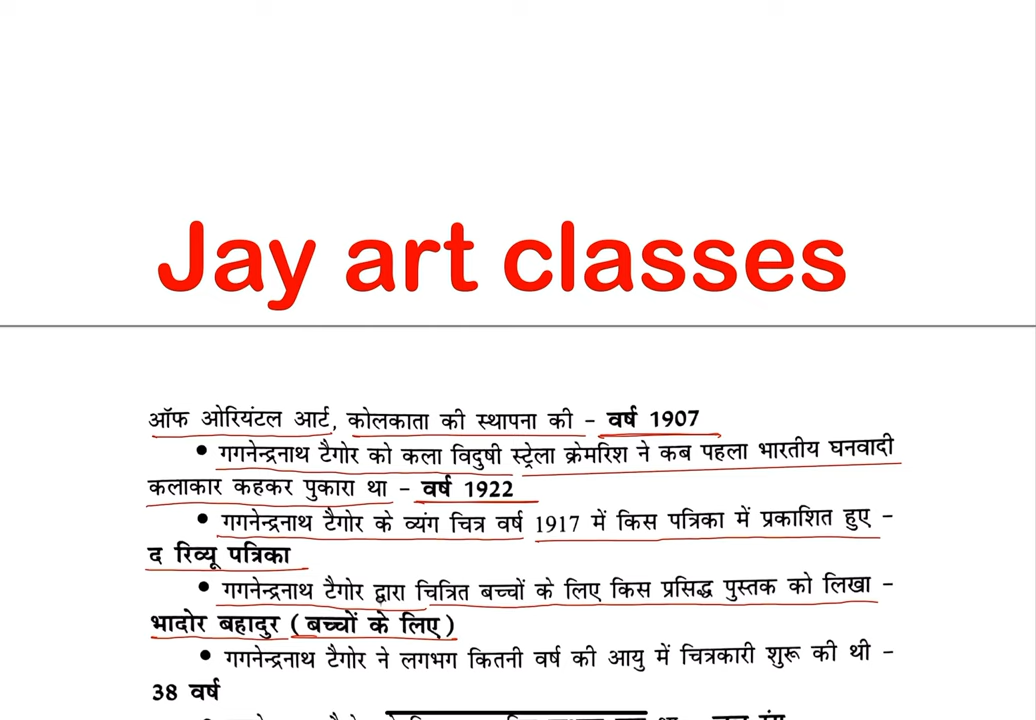 Jay art classes
ऑफ ओरियंटल आर्ट, कोलकाता की स्थापना की – वर्ष 1907
• गगनेन्द्रनाथ टैगोर को कला विदुषी स्ट्रेला क्रेमरिश ने कब पहला भारतीय घनवादी
कलाकार कहकर पुकारा था – वर्ष 1922
• गगनेन्द्रनाथ टैगोर के व्यंग चित्र वर्ष 1917 में किस पत्रिका में प्रकाशित हुए –
द रिव्यू पत्रिका
• गगनेन्द्रनाथ टैगोर द्वारा चित्रित बच्चों के लिए किस प्रसिद्ध पुस्तक को लिखा –
भादोर बहादुर (बच्चों के लिए)
• गगनेन्द्रनाथ टैगोर ने लगभग कितनी वर्ष की आयु में चित्रकारी शुरू की थी –
38 वर्ष